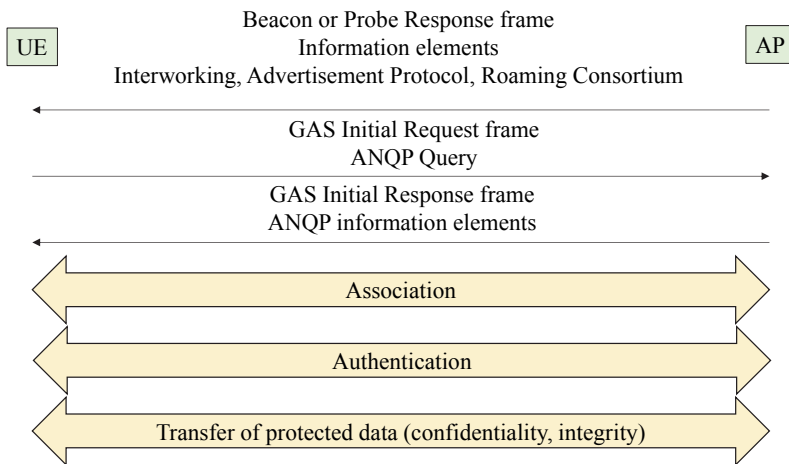 Beacon or Probe Response frame
UE
Information elements
AP
Interworking, Advertisement Protocol, Roaming Consortium
GAS Initial Request frame
ANQP Query
GAS Initial Response frame
ANQP information elements
Association
Authentication
Transfer of protected data (confidentiality, integrity)